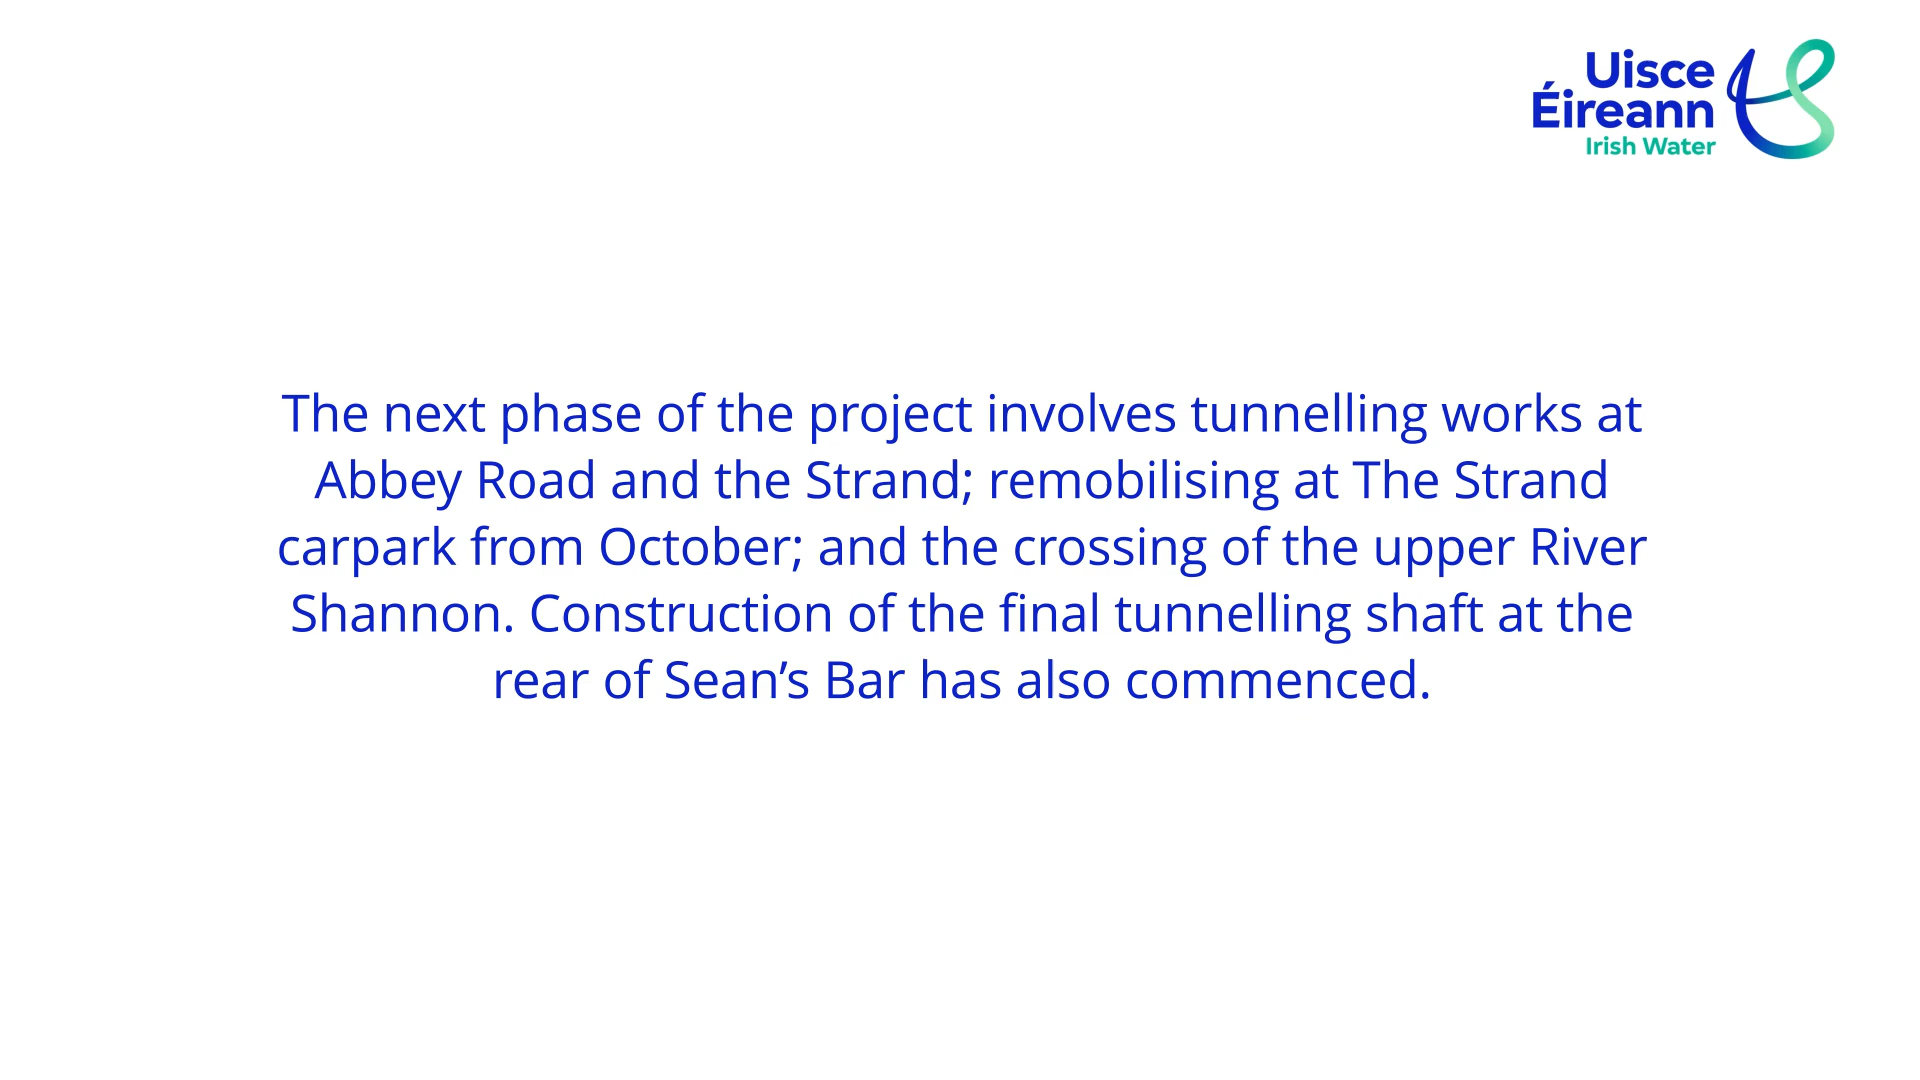 Uisce
Éireann
Irish Water
The next phase of the project involves tunnelling works at
Abbey Road and the Strand; remobilising at The Strand
carpark from October; and the crossing of the upper River
Shannon. Construction of the final tunnelling shaft at the
rear of Sean’s Bar has also commenced.